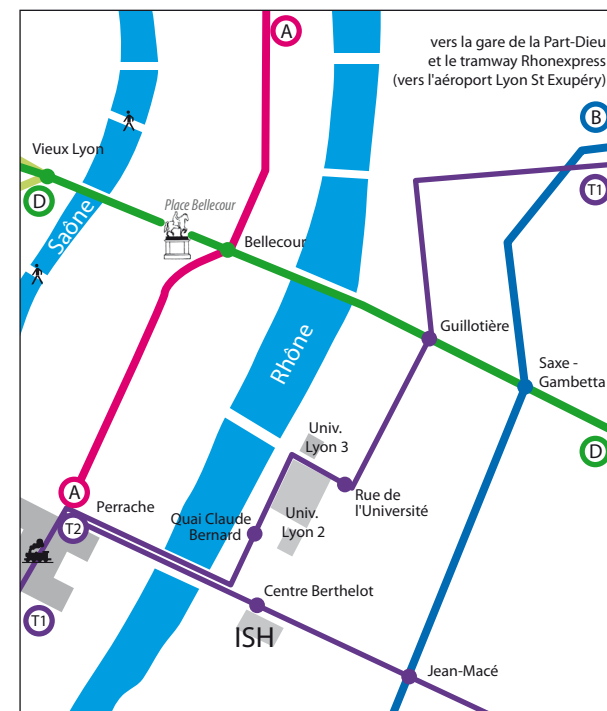 A
vers la gare de la Part-Dieu
et le tramway Rhonexpress
(vers l'aéroport Lyon St Exupéry)
B
Vieux Lyon
T1
D
Place Bellecour
Saône
Bellecour
Guillotière
Rhône
Saxe -
Gambetta
Univ.
Lyon 3
D
A
Perrache
Rue de
l'Université
T2
Quai Claude
Bernard
Univ.
Lyon 2
Centre Berthelot
T1
ISH
Jean-Macé